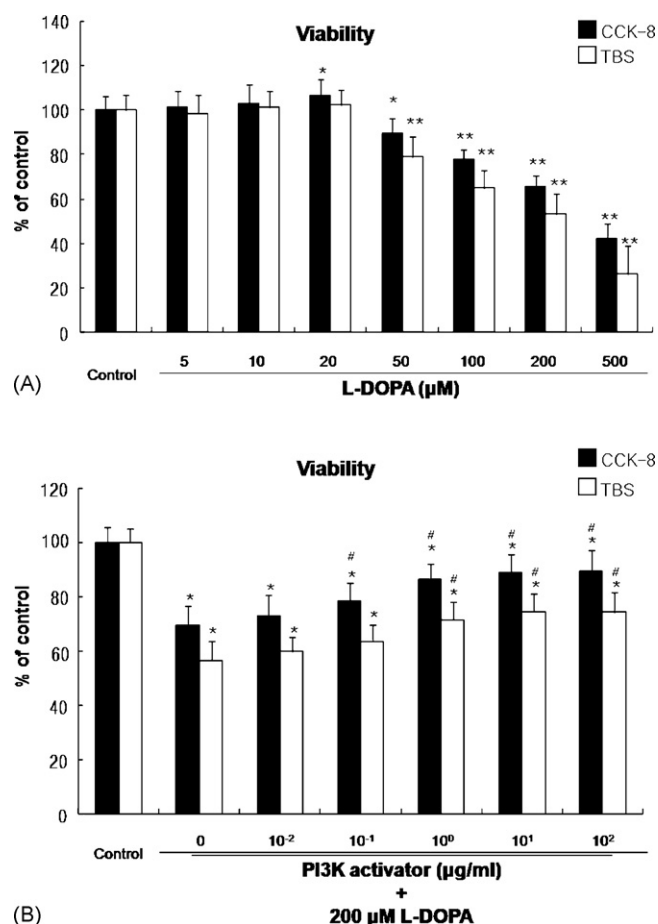 Viability
CCK-8
TBS
% of control
140
120
100
80
60
40
20
0
*
*
**
**
**
**
**
**
**
Control
5 10 20 50 100 200 500
L-DOPA (μM)
(A)
Viability
CCK-8
TBS
% of control
120
100
80
60
40
20
0
*
*
*
*
#
*
*
#
*
#
*
#
*
#
*
#
*
#
*
Control
0 10⁻² 10⁻¹ 10⁰ 10¹ 10²
PI3K activator (μg/ml)
+
200 μM L-DOPA
(B)